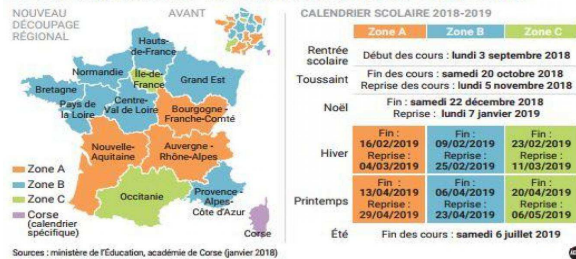 NOUVEAU
DÉCOUPAGE
RÉGIONAL
AVANT
Hauts-
de-France
Normandie
Île-de-
France
Grand Est
Bretagne
Pays de
la Loire
Centre-
Val de Loire
Bourgogne -
Franche-Comté
Nouvelle-
Aquitaine
Auvergne -
Rhône-Alpes
Occitanie
Provence -
Alpes-
Côte d'Azur
Corse
Zone A
Zone B
Zone C
Corse
(calendrier
spécifique)
CALENDRIER SCOLAIRE 2018-2019
Zone A Zone B Zone C
Rentrée
scolaire
Début des cours : lundi 3 septembre 2018
Toussaint
Fin des cours : samedi 20 octobre 2018
Reprise des cours : lundi 5 novembre 2018
Noël
Fin : samedi 22 décembre 2018
Reprise : lundi 7 janvier 2019
Hiver
Fin :
16/02/2019
Reprise :
04/03/2019
Fin :
09/02/2019
Reprise :
25/02/2019
Fin :
23/02/2019
Reprise :
11/03/2019
Printemps
Fin :
13/04/2019
Reprise :
29/04/2019
Fin :
06/04/2019
Reprise :
23/04/2019
Fin :
20/04/2019
Reprise :
06/05/2019
Été
Fin des cours : samedi 6 juillet 2019
Sources : ministère de l'Éducation, académie de Corse (janvier 2018)